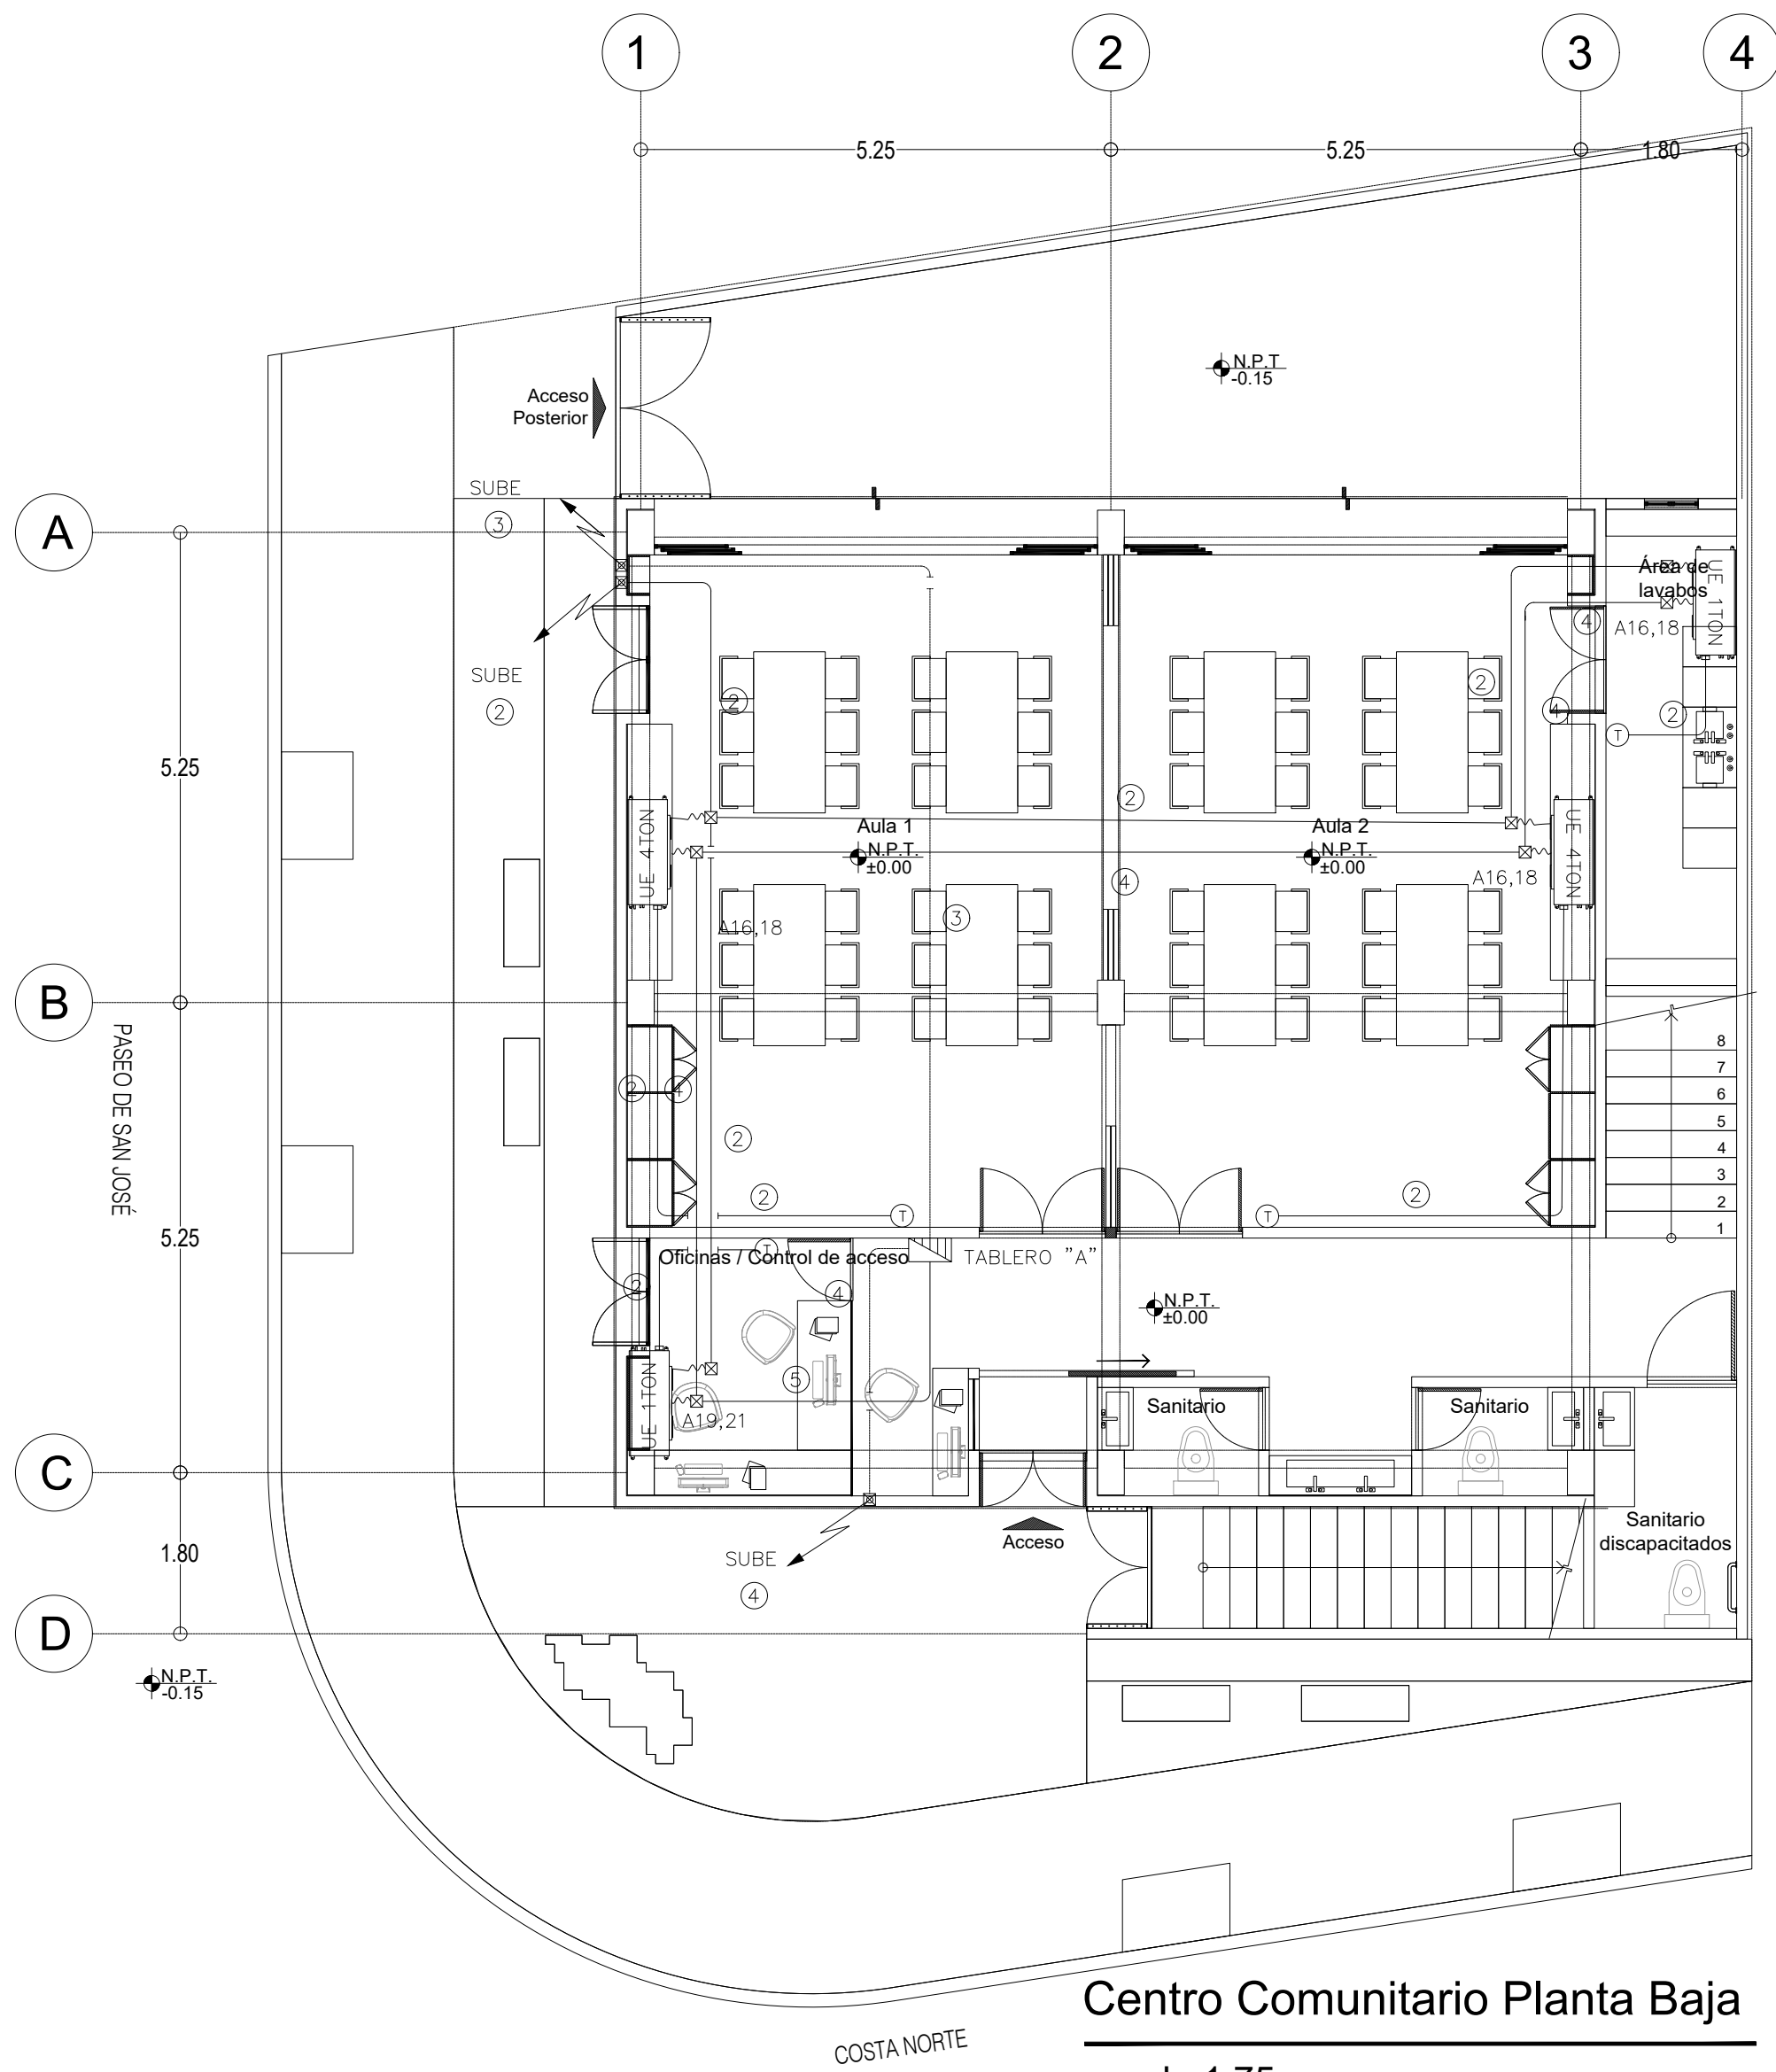 1
2
3
4
5.25
5.25
1.80
N.P.T
-0.15
Acceso
Posterior
SUBE
3
A
Área de
lavabos
UE 1TON
4
A16,18
SUBE
2
2
2
4
2
T
5.25
2
UE 4TON
Aula 1
N.P.T.
±0.00
Aula 2
N.P.T.
±0.00
UE 4TON
4
A16,18
3
A16,18
B
PASEO DE SAN JOSÉ
8
7
6
5
4
3
2
1
2
4
2
2
2
T
T
5.25
T
Oficinas / Control de acceso
TABLERO "A"
2
4
N.P.T.
±0.00
5
UE 1TON
A19,21
Sanitario
Sanitario
C
Acceso
Sanitario
discapacitados
SUBE
4
1.80
D
N.P.T.
-0.15
Centro Comunitario Planta Baja
COSTA NORTE